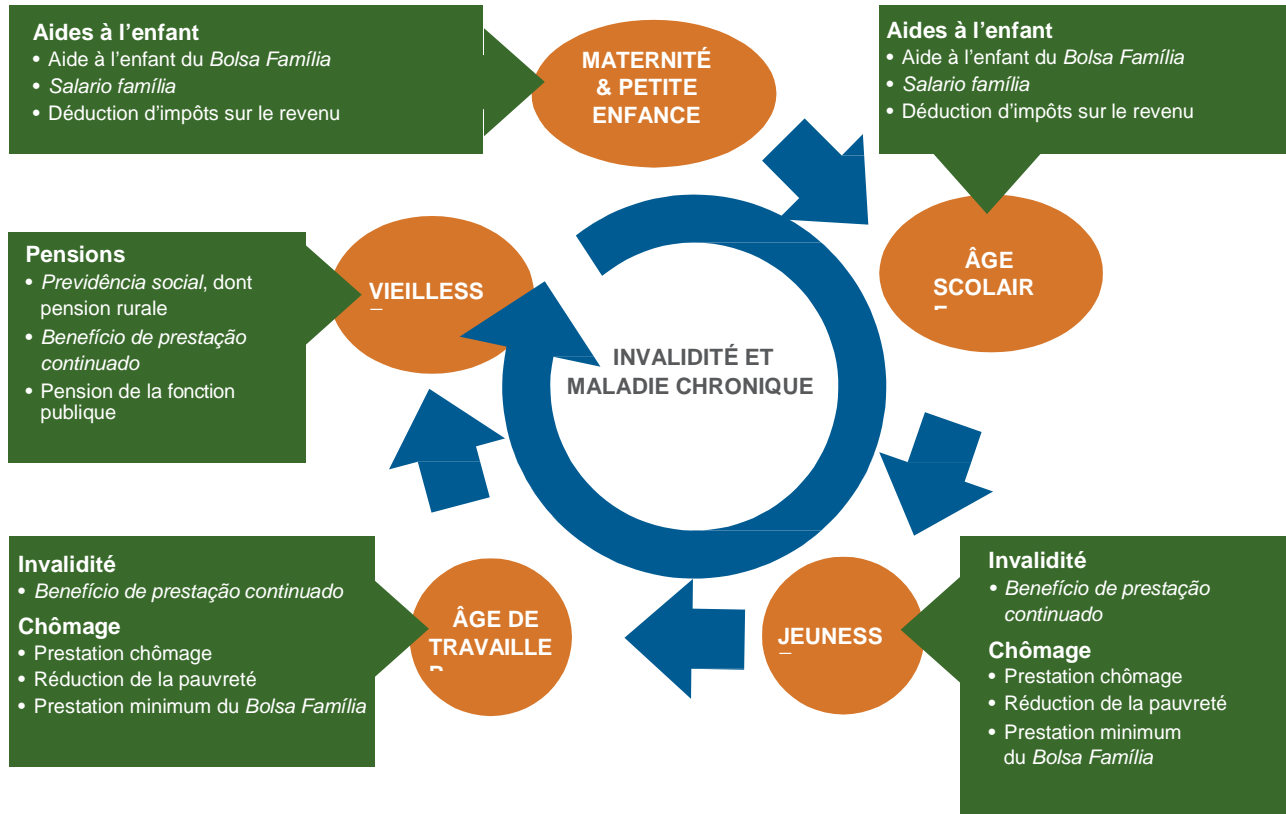 Aides à l’enfant
• Aide à l’enfant du Bolsa Família
• Salario família
• Déduction d’impôts sur le revenu
MATERNITÉ
& PETITE
ENFANCE
Aides à l’enfant
• Aide à l’enfant du Bolsa Família
• Salario família
• Déduction d’impôts sur le revenu
Pensions
• Previdência social, dont
pension rurale
• Benefício de prestação
continuado
• Pension de la fonction
publique
VIEILLESS
ÂGE
SCOLAIR
INVALIDITÉ ET
MALADIE CHRONIQUE
Invalidité
• Benefício de prestação continuado
Chômage
• Prestation chômage
• Réduction de la pauvreté
• Prestation minimum du Bolsa Família
ÂGE DE
TRAVAILLE
JEUNESS
Invalidité
• Benefício de prestação
continuado
Chômage
• Prestation chômage
• Réduction de la pauvreté
• Prestation minimum
du Bolsa Família